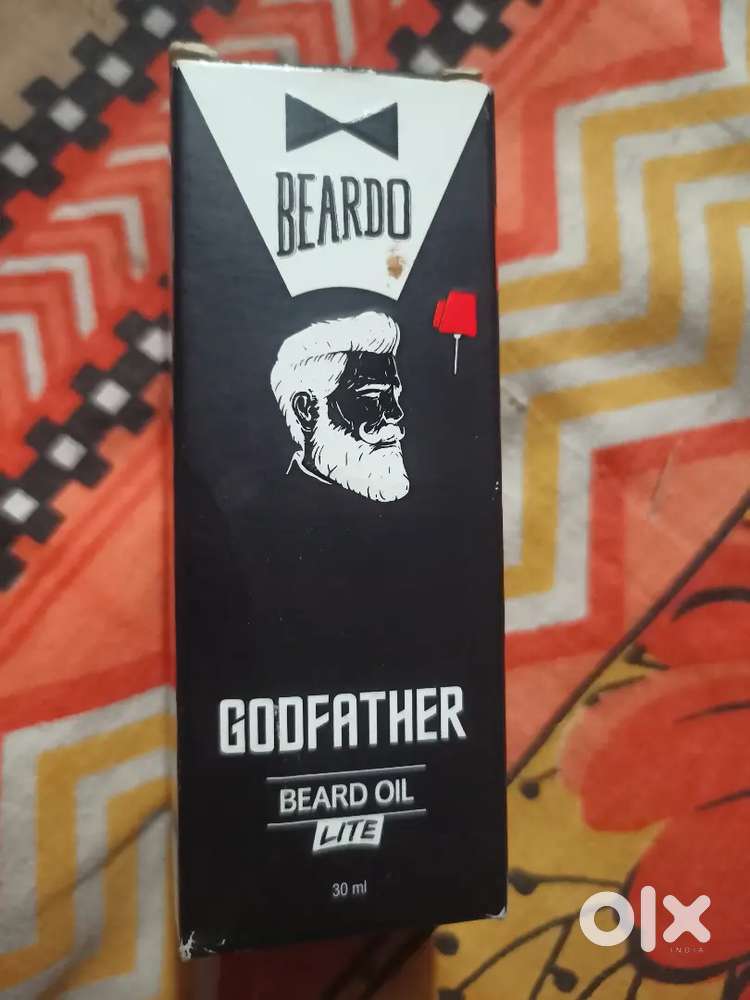 BEARDO
GODFATHER
BEARD OIL
LITE
30 ml
olx
INDIA